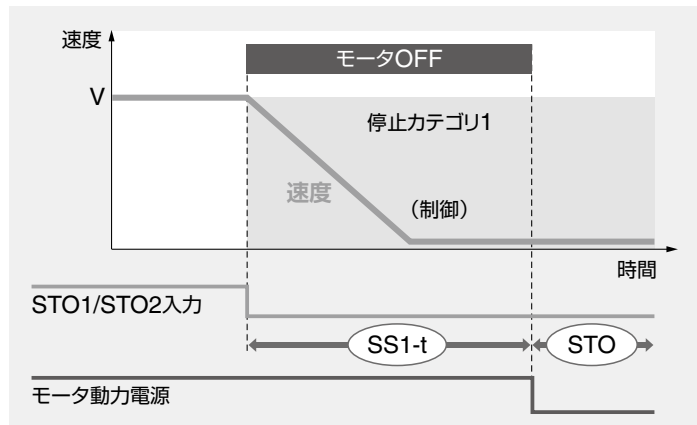 速度
モータOFF
V
停止カテゴリ1
速度
（制御）
時間
STO1/STO2入力
SS1-t
STO
モータ動力電源